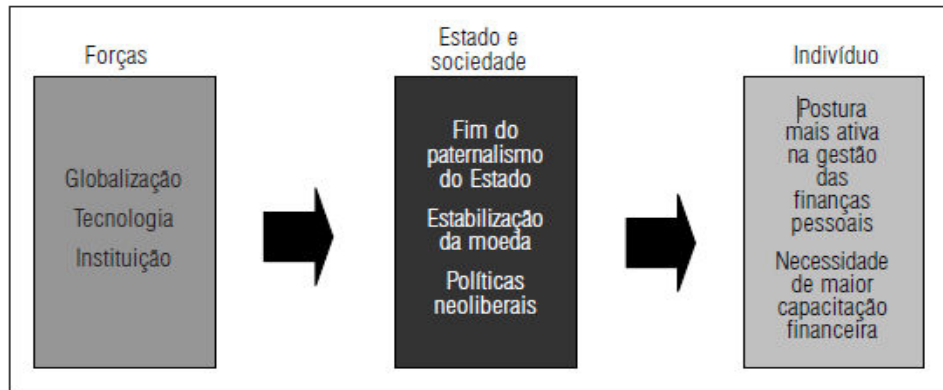 Forças
Globalização
Tecnologia
Instituição
Estado e
sociedade
Fim do
paternalismo
do Estado
Estabilização
da moeda
Políticas
neoliberais
Indivíduo
Postura
mais ativa
na gestão
das
finanças
pessoais
Necessidade
de maior
capacitação
financeira